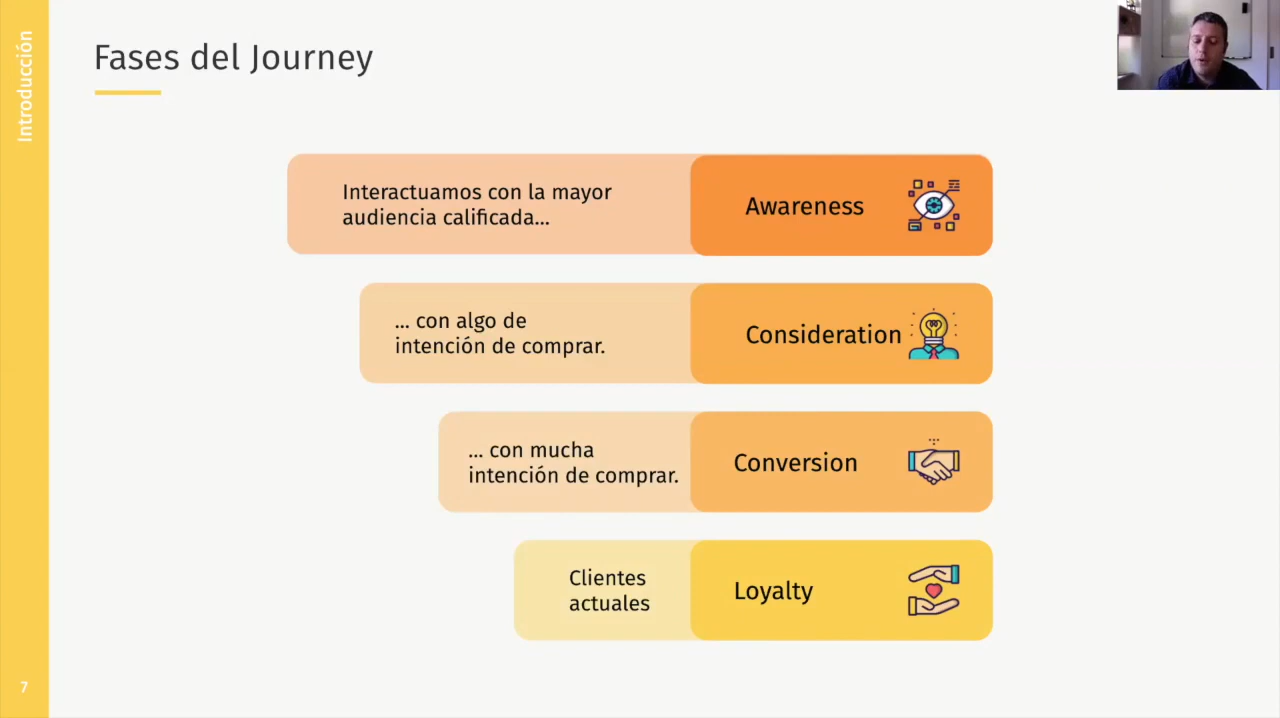 Introducción
Fases del Journey
Interactuamos con la mayor
audiencia calificada...
Awareness
... con algo de
intención de comprar.
Consideration
... con mucha
intención de comprar.
Conversion
Clientes
actuales
Loyalty
7